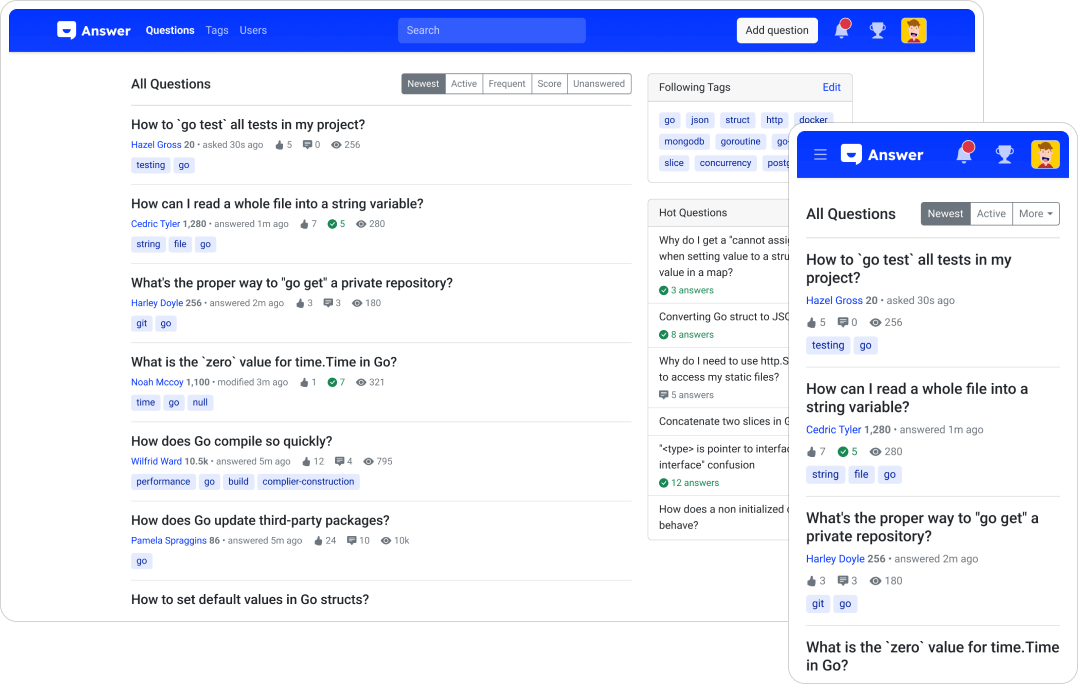 Answer Questions Tags Users Search Add question
All Questions Newest Active Frequent Score Unanswered
How to `go test` all tests in my project?
Hazel Gross 20 • asked 30s ago 5 0 256
testing go
How can I read a whole file into a string variable?
Cedric Tyler 1,280 • answered 1m ago 7 5 280
string file go
What's the proper way to "go get" a private repository?
Harley Doyle 256 • answered 2m ago 3 3 180
git go
What is the `zero` value for time.Time in Go?
Noah Mccoy 1,100 • modified 3m ago 1 7 321
time go null
How does Go compile so quickly?
Wilfrid Ward 10.5k • answered 5m ago 12 4 795
performance go build complier-construction
How does Go update third-party packages?
Pamela Spraggins 86 • answered 5m ago 24 10 10k
go
How to set default values in Go structs?
Following Tags Edit
go json struct http docker
mongodb goroutine go-
slice concurrency
Hot Questions
Why do I get a "cannot
when setting value to a
value in a map?
3 answers
Converting Go struct to
8 answers
Why do I need to use
to access my static files?
5 answers
Concatenate two slices in
"<type> is pointer to
interface" confusion
12 answers
How does a non initialized
behave?
Answer
All Questions Newest Active More
How to `go test` all tests in my
project?
Hazel Gross 20 • asked 30s ago
5 0 256
testing go
How can I read a whole file into a
string variable?
Cedric Tyler 1,280 • answered 1m ago
7 5 280
string file go
What's the proper way to "go get" a
private repository?
Harley Doyle 256 • answered 2m ago
3 3 180
git go
What is the `zero` value for time.Time
in Go?